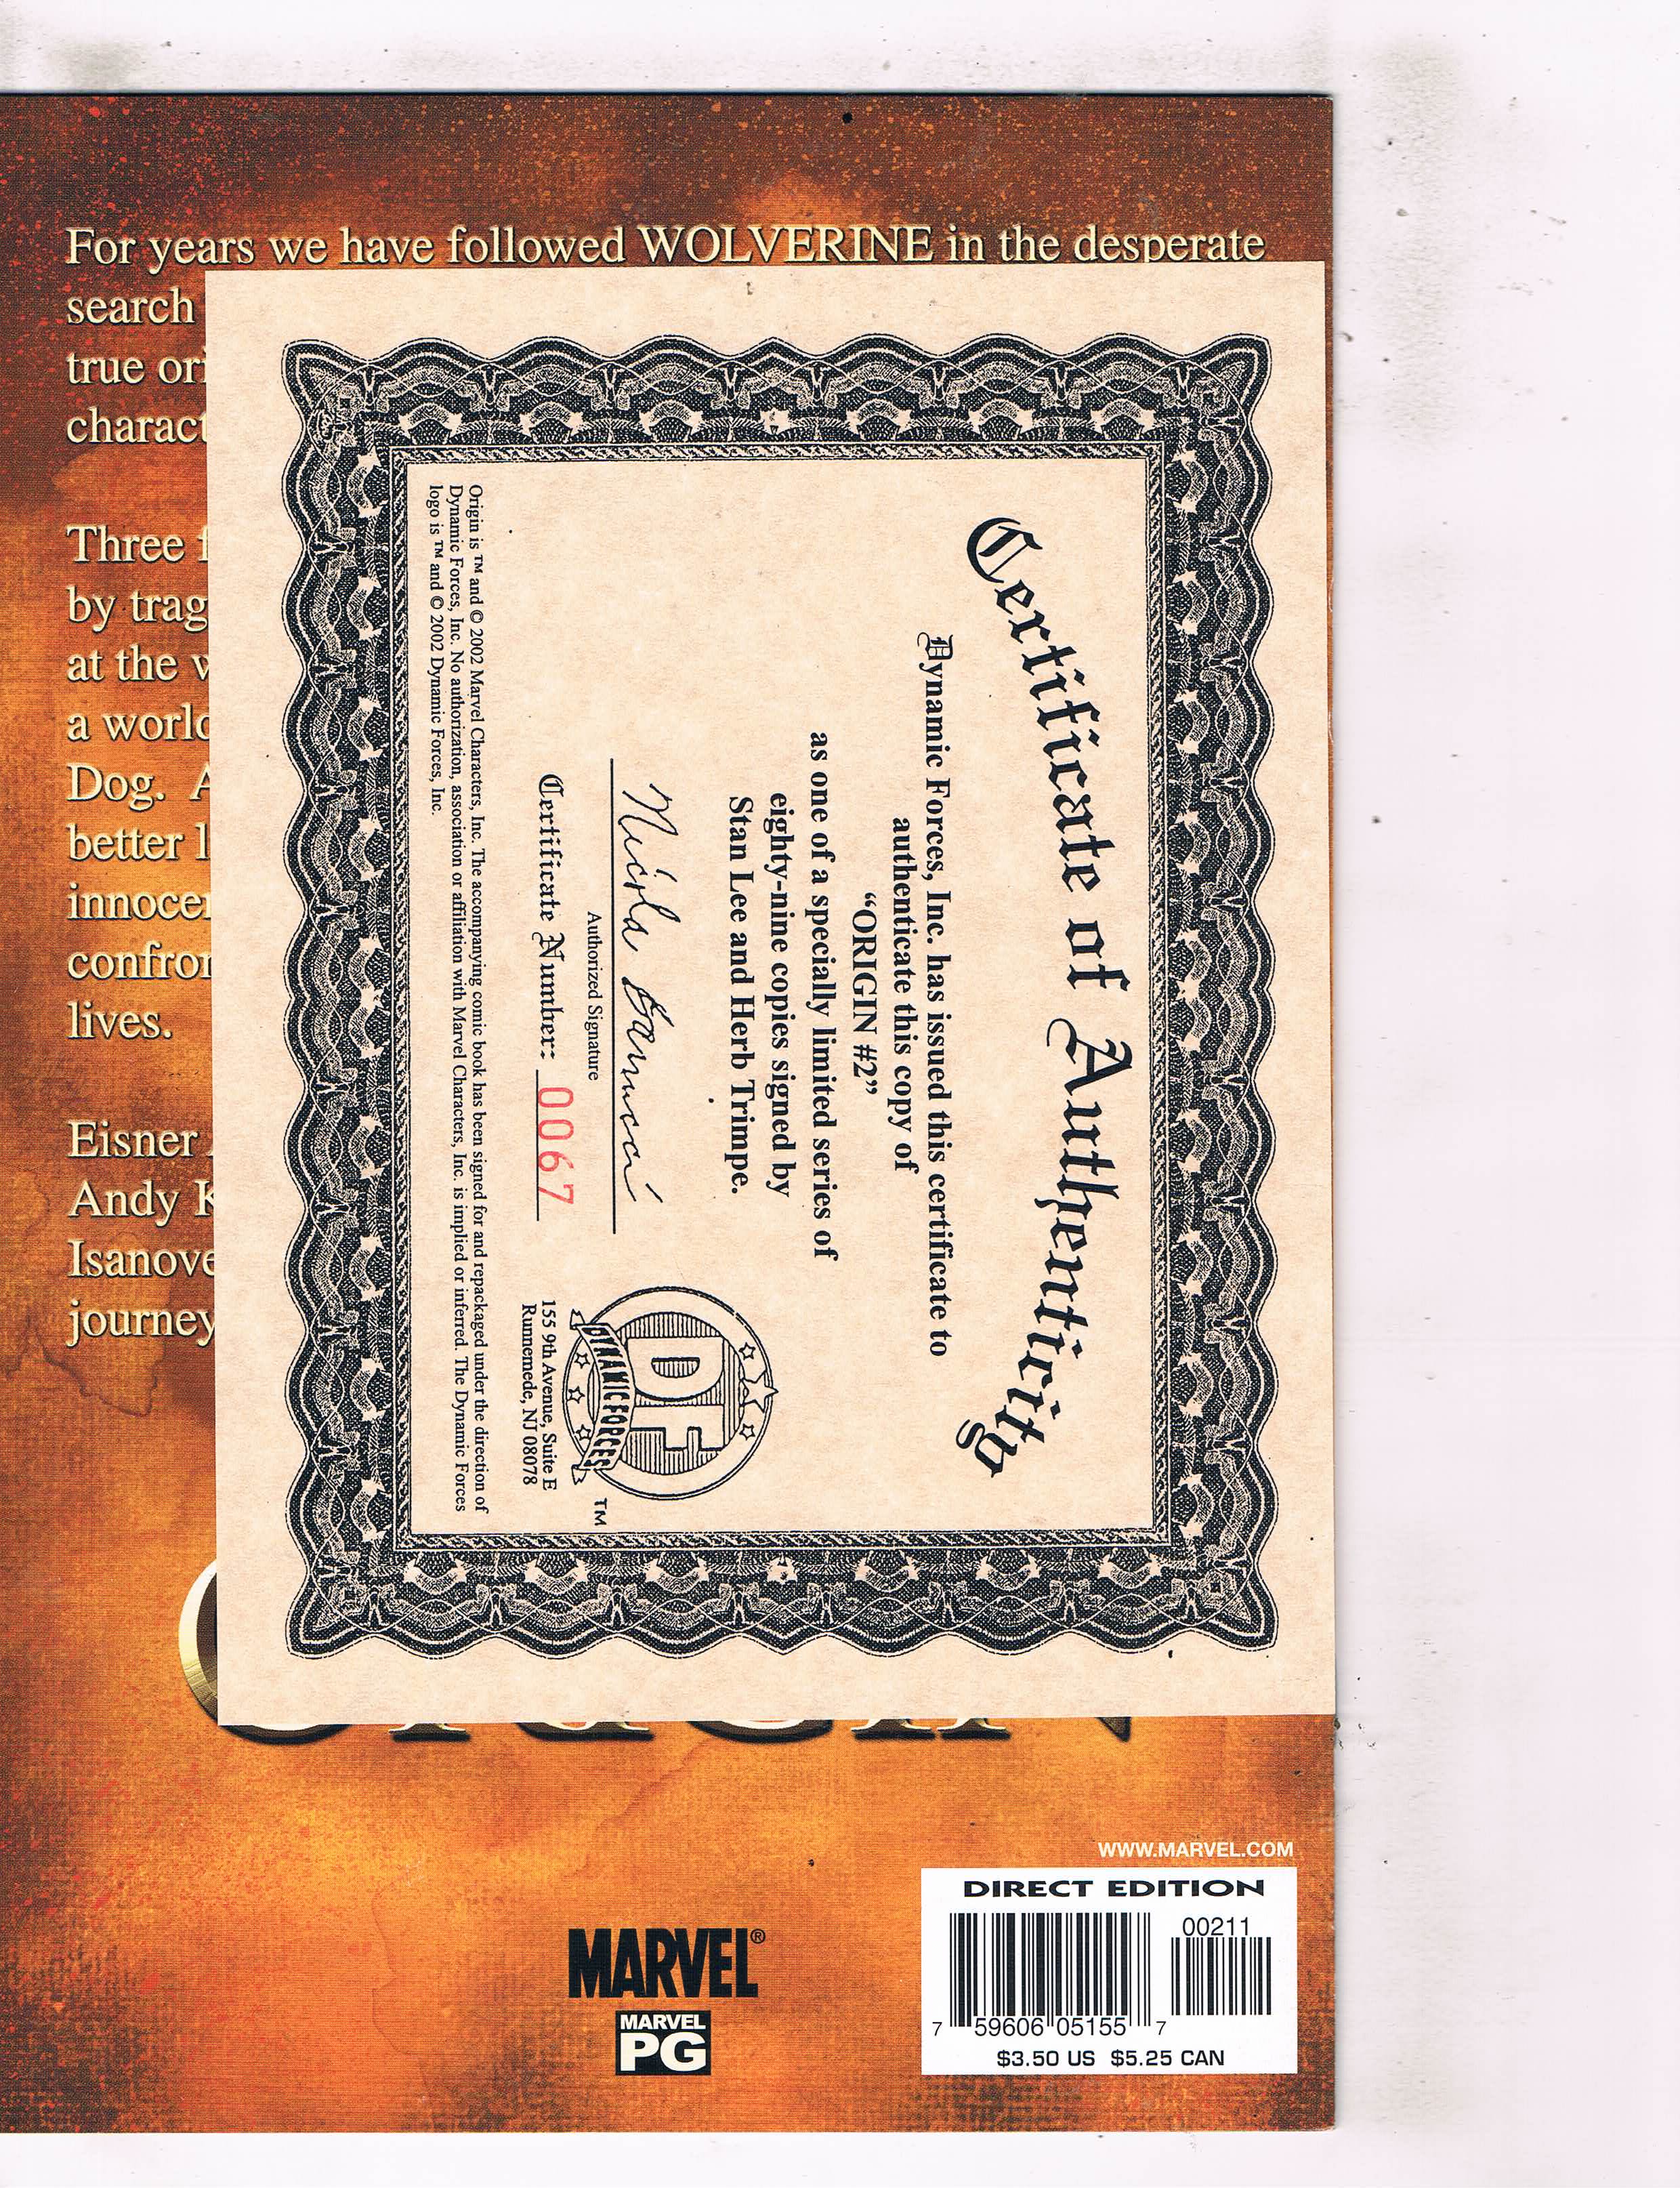 For years we have followed WOLVERINE in the desperate
search
true ori
charact
Three f
by trag
at the w
a world
Dog. A
better l
innocen
confron
lives.
Eisner A
Andy K
Isanove
journey
Certificate of Authenticity
Dynamic Forces, Inc. has issued this certificate to
authenticate this copy of
“ORIGIN #2”
as one of a specially limited series of
eighty-nine copies signed by
Stan Lee and Herb Trimpe.
Authorized Signature
Certificate Number: 0067
DF
DYNAMIC FORCES
TM
155 9th Avenue, Suite E
Runnemede, NJ 08078
Origin is ™ and © 2002 Marvel Characters, Inc. The accompanying comic book has been signed for and repackaged under the direction of
Dynamic Forces, Inc. No authorization, association or affiliation with Marvel Characters, Inc. is implied or inferred. The Dynamic Forces
logo is ™ and © 2002 Dynamic Forces, Inc.
WWW.MARVEL.COM
DIRECT EDITION
00211
7 59606 05155 7
$3.50 US $5.25 CAN
MARVEL®
MARVEL
PG